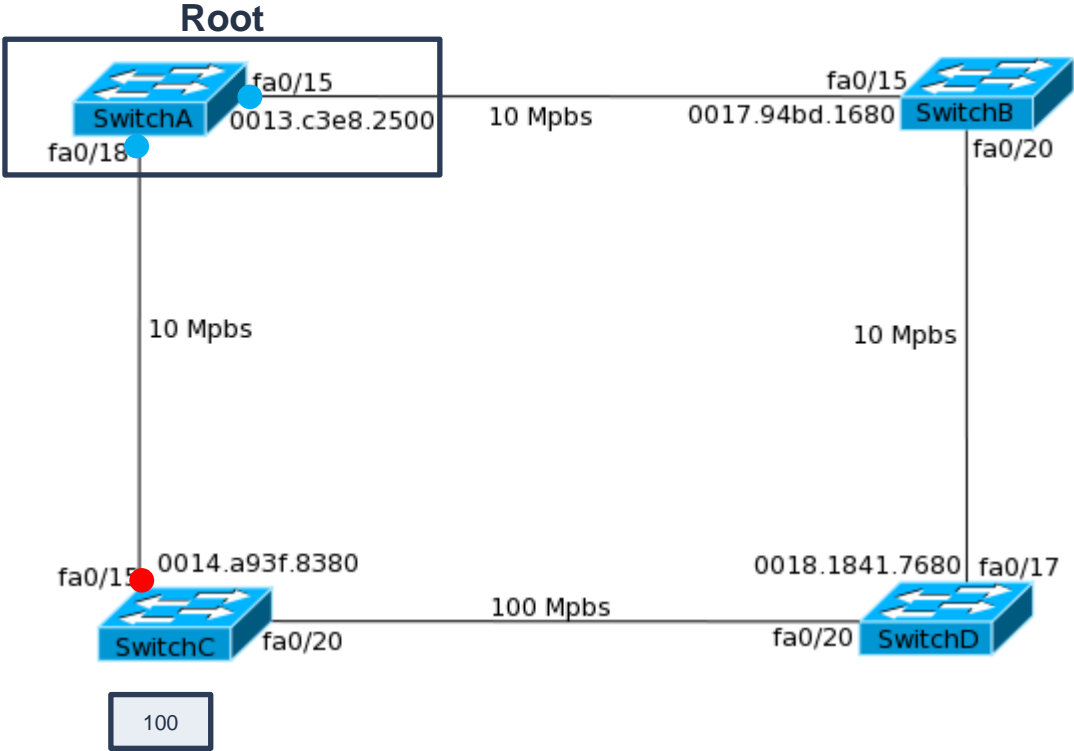 Root
fa0/15
fa0/15
SwitchA
0013.c3e8.2500
10 Mpbs
0017.94bd.1680
SwitchB
fa0/18
fa0/20
10 Mpbs
10 Mpbs
fa0/15
0014.a93f.8380
0018.1841.7680
fa0/17
100 Mpbs
SwitchC
fa0/20
fa0/20
SwitchD
100